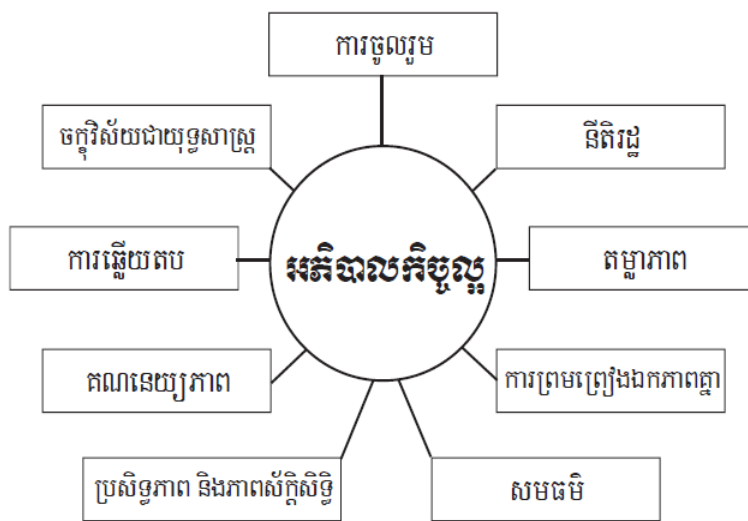 ការចូលរួម
ចក្ខុវិស័យជាយុទ្ធសាស្ត្រ
នីតិរដ្ឋ
ការឆ្លើយតប
អភិបាលកិច្ចល្អ
តម្លាភាព
គណនេយ្យភាព
ការព្រមព្រៀងឯកភាពគ្នា
ប្រសិទ្ធភាព និងភាពស័ក្តិសិទ្ធិ
សមធម៌